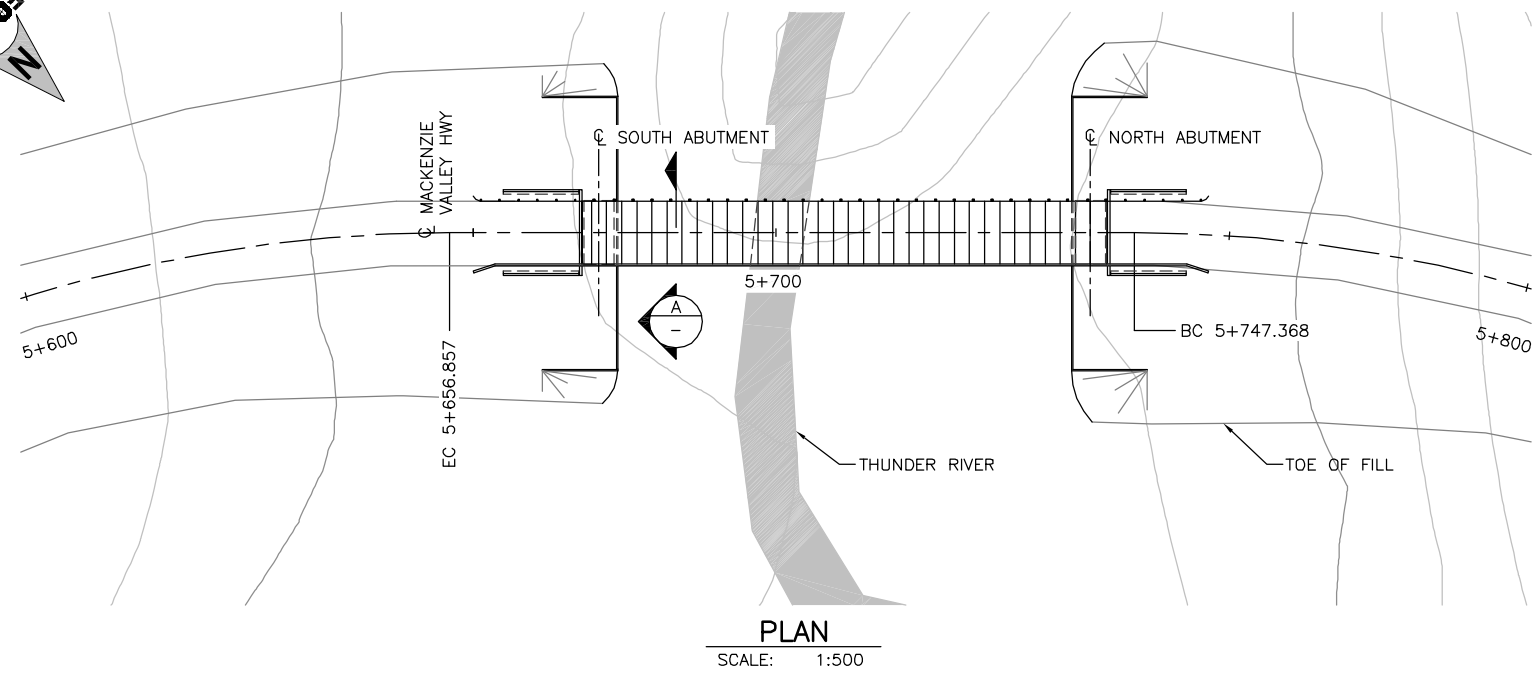 N
MACKENZIE
VALLEY HWY
℄
℄ SOUTH ABUTMENT
℄ NORTH ABUTMENT
5+700
A
–
5+600
EC 5+656.857
BC 5+747.368
5+800
THUNDER RIVER
TOE OF FILL
PLAN
SCALE: 1:500